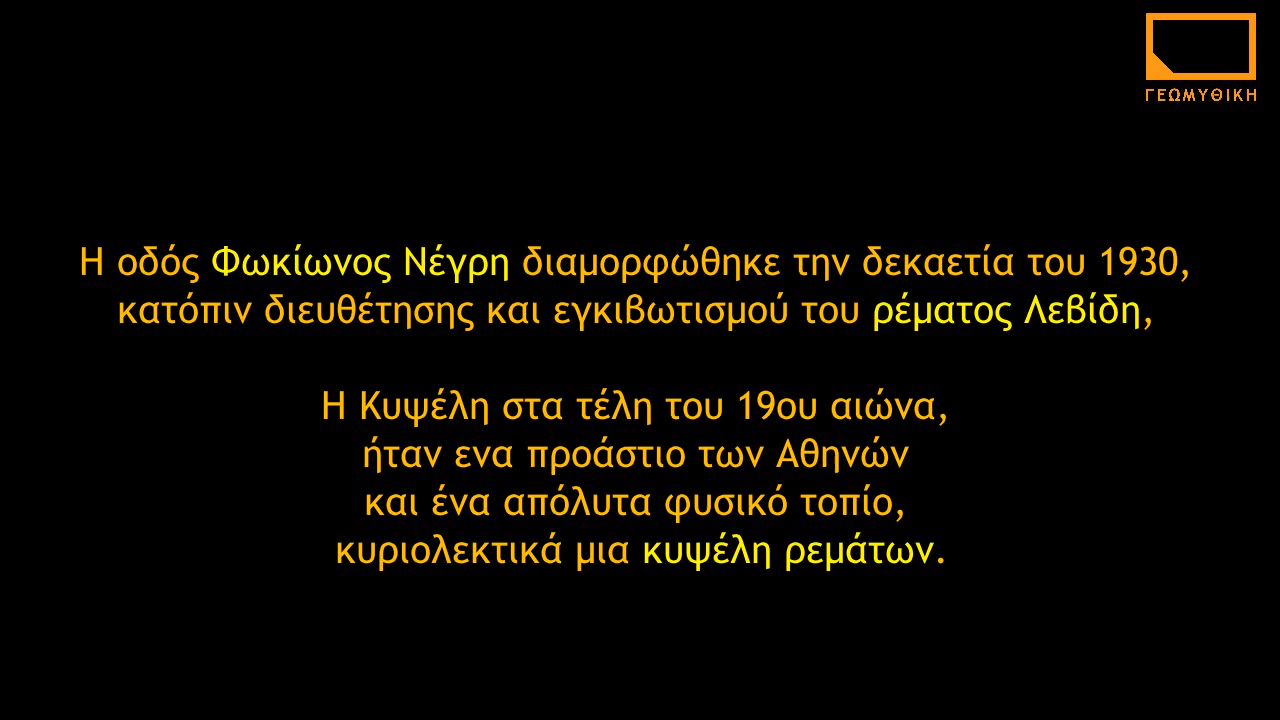 ΓΕΩΜΥΘΙΚΗ
Η οδός Φωκίωνος Νέγρη διαμορφώθηκε την δεκαετία του 1930,
κατόπιν διευθέτησης και εγκιβωτισμού του ρέματος Λεβίδη,
Η Κυψέλη στα τέλη του 19ου αιώνα,
ήταν ενα προάστιο των Αθηνών
και ένα απόλυτα φυσικό τοπίο,
κυριολεκτικά μια κυψέλη ρεμάτων.